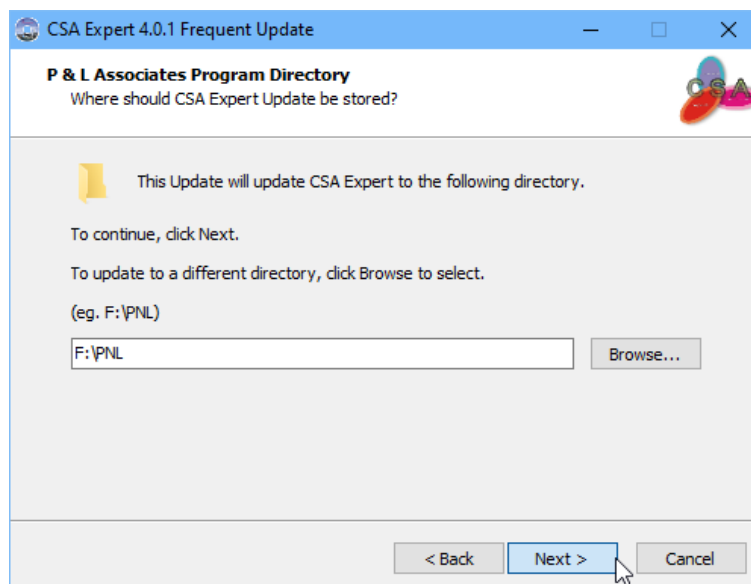 CSA Expert 4.0.1 Frequent Update
P & L Associates Program Directory
Where should CSA Expert Update be stored?
CSA
This Update will update CSA Expert to the following directory.
To continue, click Next.
To update to a different directory, click Browse to select.
(eg. F:\PNL)
F:\PNL
Browse...
< Back
Next >
Cancel